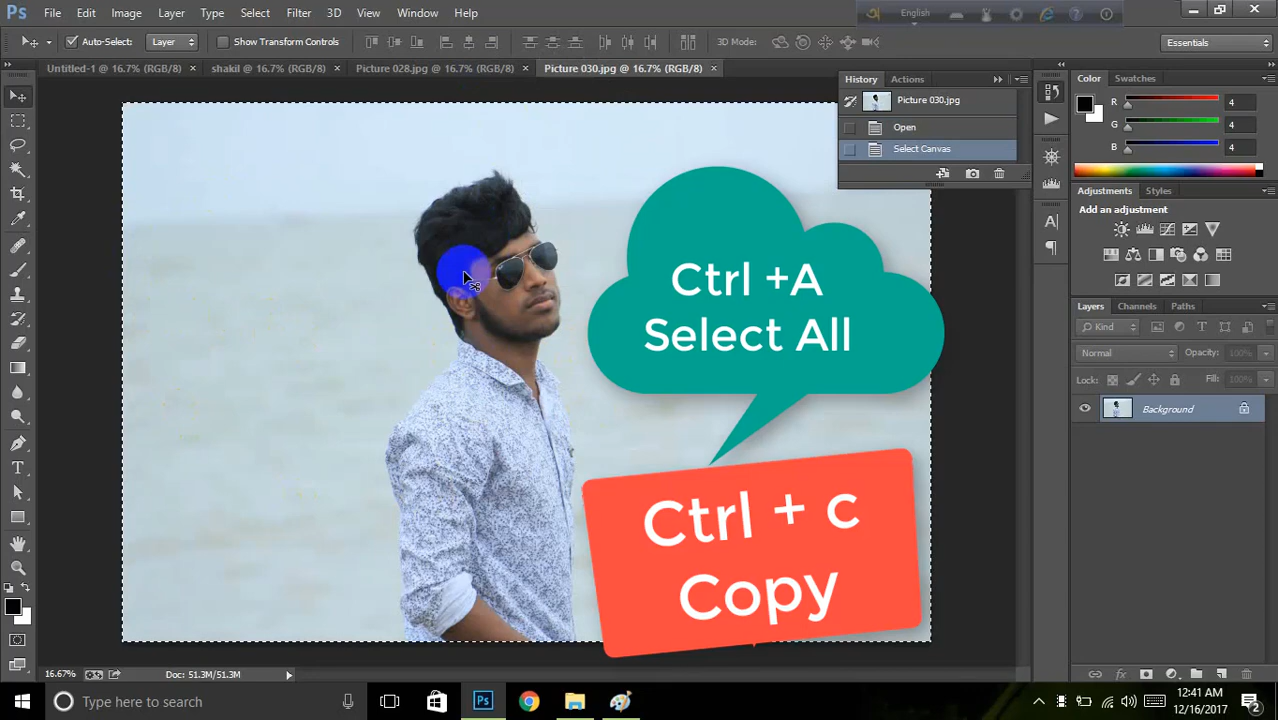 Ps File Edit Image Layer Type Select Filter 3D View Window Help
English
Auto-Select: Layer Show Transform Controls 3D Mode: Essentials
Untitled-1 @ 16.7% (RGB/8) × shakil @ 16.7% (RGB/8) × Picture 028.jpg @ 16.7% (RGB/8) × Picture 030.jpg @ 16.7% (RGB/8) ×
History Actions
Picture 030.jpg
Open
Select Canvas
Color Swatches
R 4
G 4
B 4
Adjustments Styles
Add an adjustment
Layers Channels Paths
Kind
Normal Opacity: 100%
Lock: Fill: 100%
Background
Ctrl +A
Select All
Ctrl + c
Copy
16.67% Doc: 51.3M/51.3M
Type here to search
Ps
12:41 AM
12/16/2017
2